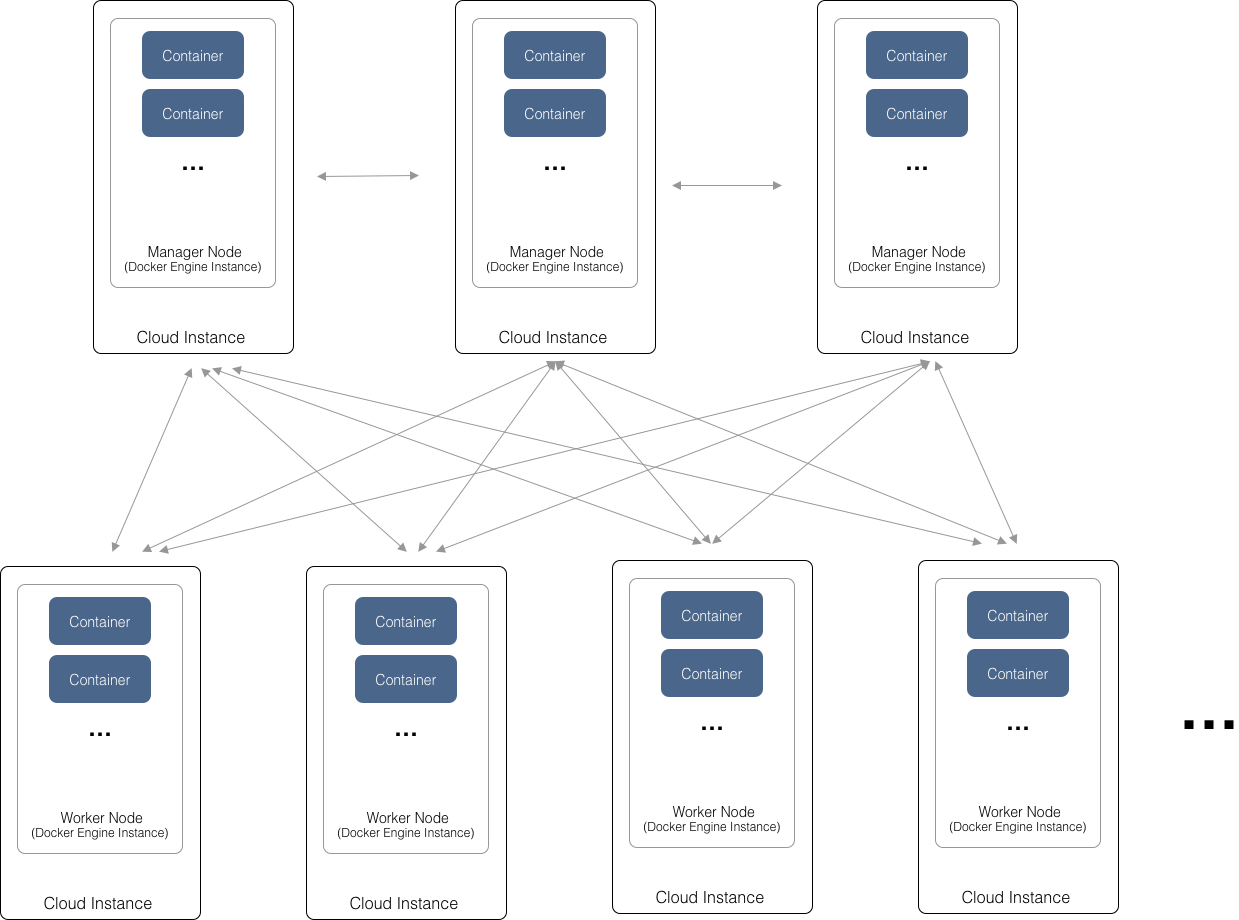 Container
Container
...
Manager Node
(Docker Engine Instance)
Cloud Instance
Container
Container
...
Manager Node
(Docker Engine Instance)
Cloud Instance
Container
Container
...
Manager Node
(Docker Engine Instance)
Cloud Instance
Container
Container
...
Worker Node
(Docker Engine Instance)
Cloud Instance
Container
Container
...
Worker Node
(Docker Engine Instance)
Cloud Instance
Container
Container
...
Worker Node
(Docker Engine Instance)
Cloud Instance
Container
Container
...
Worker Node
(Docker Engine Instance)
Cloud Instance
...